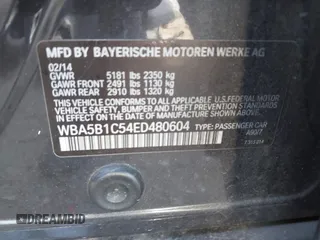 MFD BY BAYERISCHE MOTOREN WERKE AG
02/14
GVWR 5181 lbs 2350 kg
GAWR FRONT 2491 lbs 1130 kg
GAWR REAR 2910 lbs 1320 kg
THIS VEHICLE CONFORMS TO ALL APPLICABLE U.S. FEDERAL MOTOR
VEHICLE SAFETY, BUMPER, AND THEFT PREVENTION STANDARDS
IN EFFECT ON THE DATE OF MANUFACTURE SHOWN ABOVE.
WBA5B1C54ED480604 TYPE: PASSENGER CAR
DREAMBID